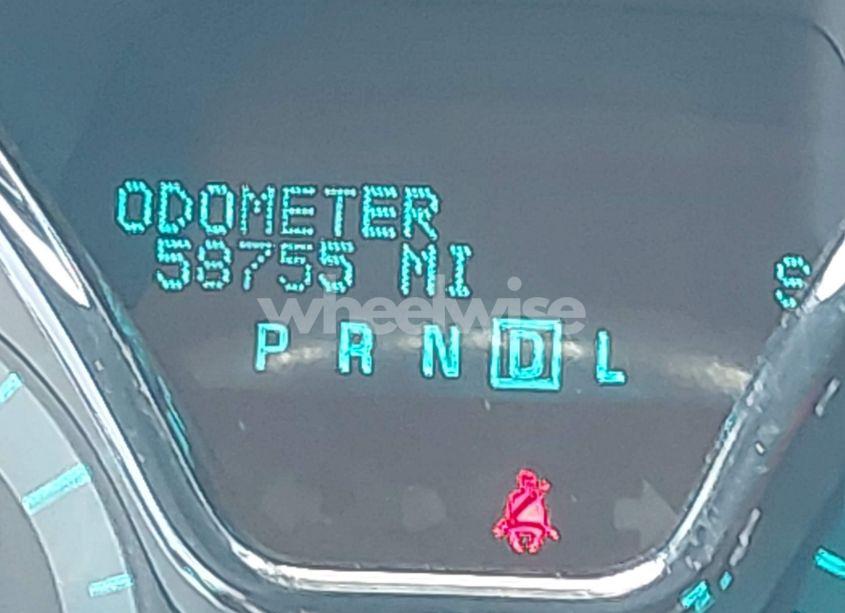 ODOMETER
58755 MI
S
wheelwise
P R N D L